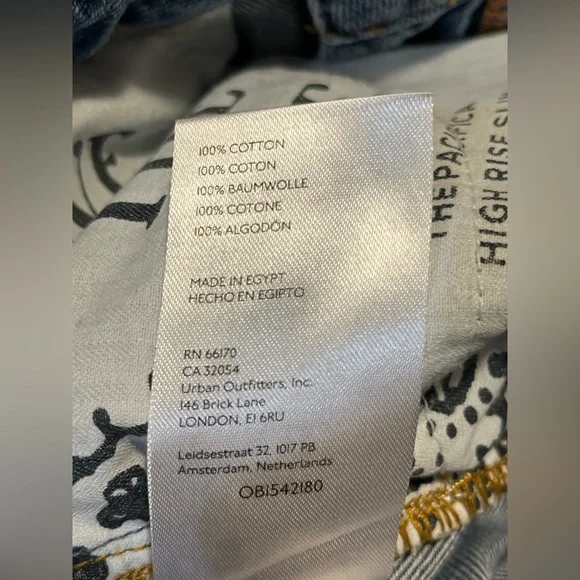 100% COTTON
100% COTON
100% BAUMWOLLE
100% COTONE
100% ALGODÓN
MADE IN EGYPT
HECHO EN EGIPTO
RN 66170
CA 32054
Urban Outfitters, Inc.
146 Brick Lane
LONDON, E1 6RU
Leidsestraat 32, 1017 PB
Amsterdam, Netherlands
OB1542180
THE PACIFICA
HIGH RISE